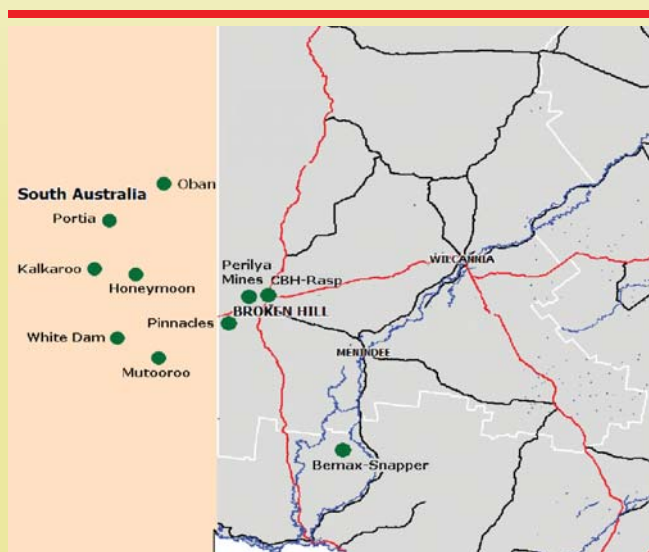 Oban
South Australia
Portia
Kalkaroo
Honeymoon
Perilya
Mines
CBH-Rasp
WILCANNIA
BROKEN HILL
Pinnacles
White Dam
Mutooroo
MENINDEE
Bemax-Snapper